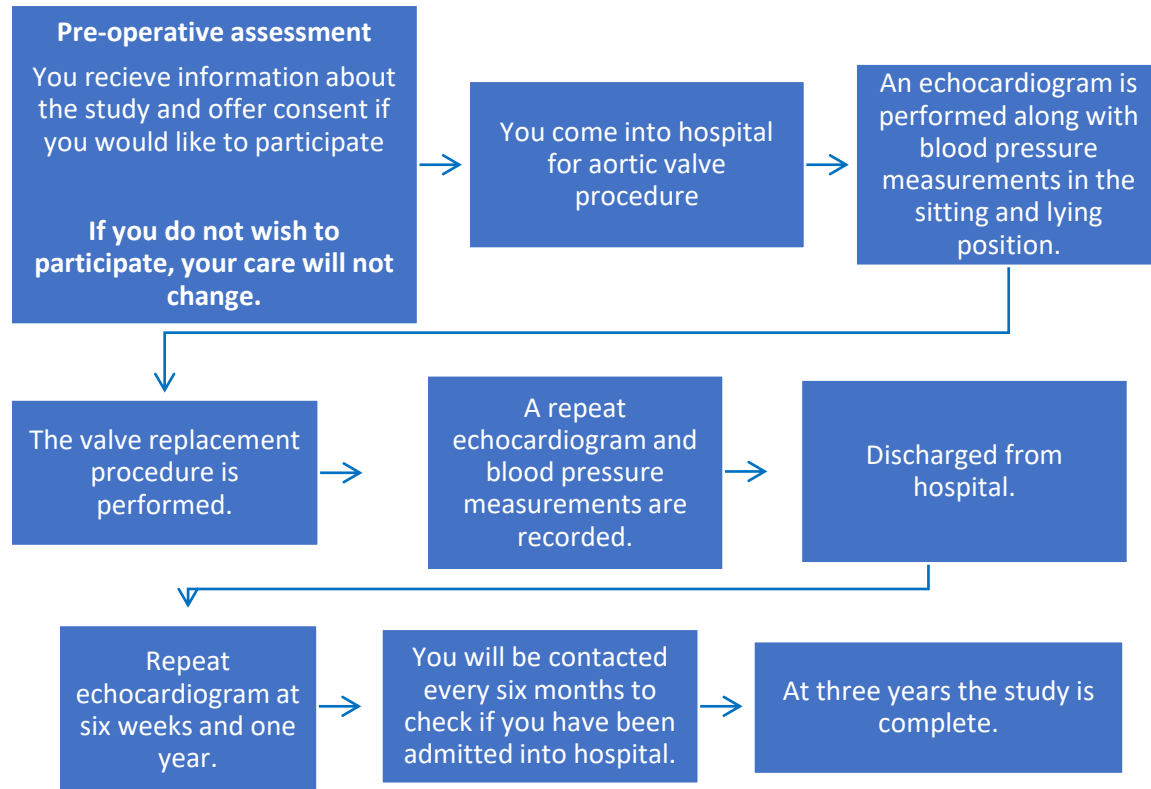 Pre-operative assessment
You recieve information about
the study and offer consent if
you would like to participate
If you do not wish to
participate, your care will not
change.
You come into hospital
for aortic valve
procedure
An echocardiogram is
performed along with
blood pressure
measurements in the
sitting and lying
position.
The valve replacement
procedure is
performed.
A repeat
echocardiogram and
blood pressure
measurements are
recorded.
Discharged from
hospital.
Repeat
echocardiogram at
six weeks and one
year.
You will be contacted
every six months to
check if you have been
admitted into hospital.
At three years the study is
complete.